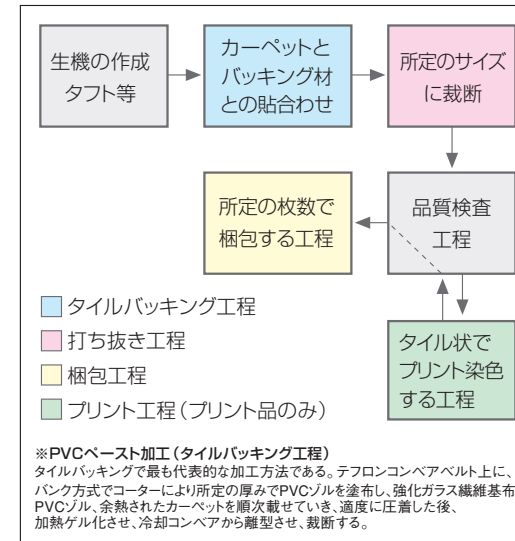 生機の作成
タフト等
カーペットと
バッキング材
との貼合わせ
所定のサイズ
に裁断
所定の枚数で
梱包する工程
品質検査
工程
タイルバッキング工程
打ち抜き工程
梱包工程
プリント工程（プリント品のみ）
タイル状で
プリント染色
する工程
※PVCペースト加工（タイルバッキング工程）
タイルバッキングで最も代表的な加工方法である。テフロンコンベアベルト上に、
バンク方式でコーターにより所定の厚みでPVCゾルを塗布し、強化ガラス繊維基布
PVCゾル、余熱されたカーペットを順次載せていき、適度に圧着した後、
加熱ゲル化させ、冷却コンベアから離型させ、裁断する。